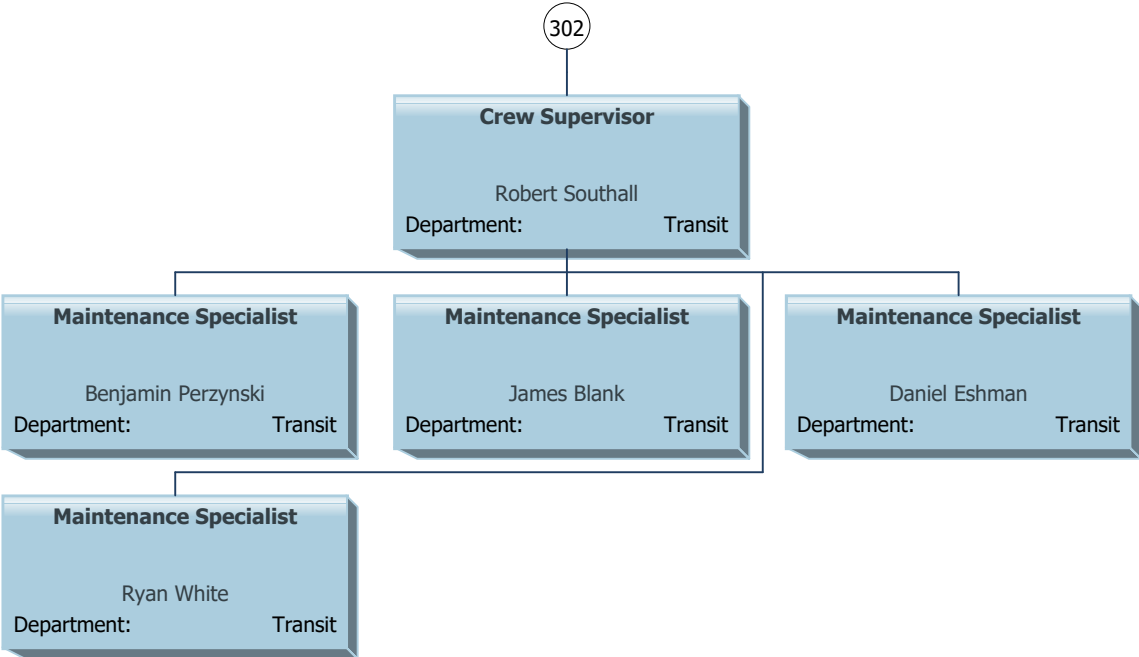 302
Crew Supervisor
Robert Southall
Department: Transit
Maintenance Specialist
Benjamin Perzynski
Department: Transit
Maintenance Specialist
James Blank
Department: Transit
Maintenance Specialist
Daniel Eshman
Department: Transit
Maintenance Specialist
Ryan White
Department: Transit